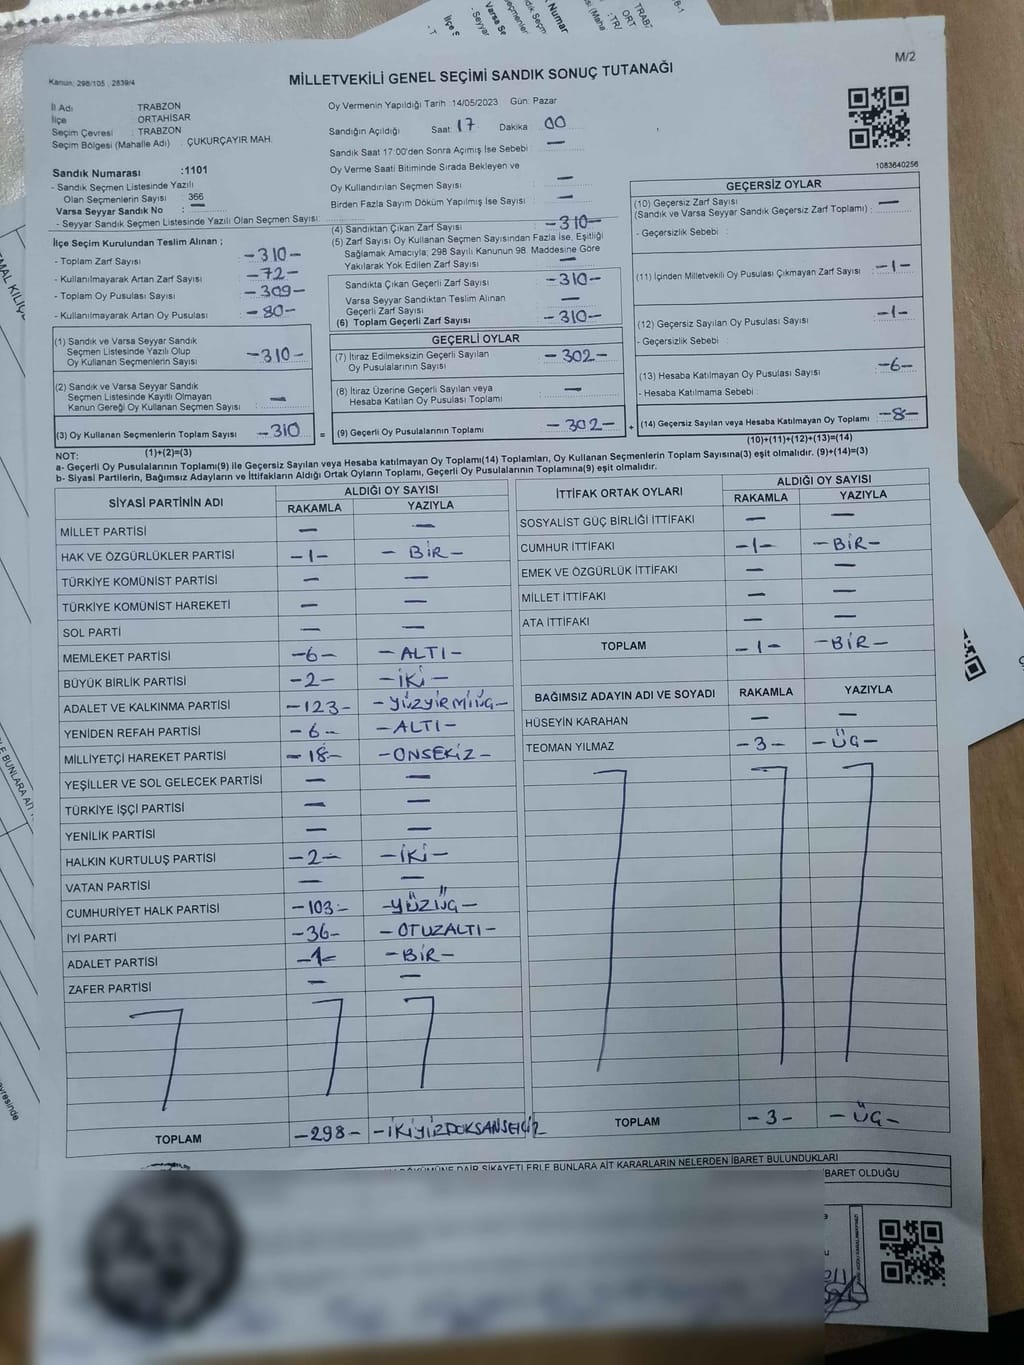 M/2
Kanun: 298/105 , 2839/4
MİLLETVEKİLİ GENEL SEÇİMİ SANDIK SONUÇ TUTANAĞI
İl Adı : TRABZON
İlçe : ORTAHİSAR
Seçim Çevresi : TRABZON
Seçim Bölgesi (Mahalle Adı) : ÇUKURÇAYIR MAH.
Sandık Numarası :1101
- Sandık Seçmen Listesinde Yazılı
Olan Seçmenlerin Sayısı : 366
Varsa Seyyar Sandık No : —
- Seyyar Sandık Seçmen Listesinde Yazılı Olan Seçmen Sayısı:
Oy Vermenin Yapıldığı Tarih :14/05/2023 Gün: Pazar
Sandığın Açıldığı Saat: 17 Dakika : 00
Sandık Saat 17:00'den Sonra Açımış İse Sebebi : —
Oy Verme Saati Bitiminde Sırada Bekleyen ve
Oy Kullandırılan Seçmen Sayısı : —
Birden Fazla Sayım Döküm Yapılmış İse Sayısı : —
1083640256
İlçe Seçim Kurulundan Teslim Alınan ;
- Toplam Zarf Sayısı : -310-
- Kullanılmayarak Artan Zarf Sayısı : -72-
- Toplam Oy Pusulası Sayısı : -309-
- Kullanılmayarak Artan Oy Pusulası : -80-
(1) Sandık ve Varsa Seyyar Sandık
Seçmen Listesinde Yazılı Olup
Oy Kullanan Seçmenlerin Sayısı : -310-
(2) Sandık ve Varsa Seyyar Sandık
Seçmen Listesinde Kayıtlı Olmayan
Kanun Gereği Oy Kullanan Seçmen Sayısı : —
(3) Oy Kullanan Seçmenlerin Toplam Sayısı : -310
(1)+(2)=(3)
(4) Sandıktan Çıkan Zarf Sayısı : -310-
(5) Zarf Sayısı Oy Kullanan Seçmen Sayısından Fazla İse, Eşitliği
Sağlamak Amacıyla; 298 Sayılı Kanunun 98. Maddesine Göre
Yakılarak Yok Edilen Zarf Sayısı : —
Sandıkta Çıkan Geçerli Zarf Sayısı : -310-
Varsa Seyyar Sandıktan Teslim Alınan
Geçerli Zarf Sayısı : —
(6) Toplam Geçerli Zarf Sayısı : -310-
GEÇERLİ OYLAR
(7) İtiraz Edilmeksizin Geçerli Sayılan
Oy Pusulalarının Sayısı : -302-
(8) İtiraz Üzerine Geçerli Sayılan veya
Hesaba Katılan Oy Pusulası Toplamı : —
= (9) Geçerli Oy Pusulalarının Toplamı : -302-
GEÇERSİZ OYLAR
(10) Geçersiz Zarf Sayısı
(Sandık ve Varsa Seyyar Sandık Geçersiz Zarf Toplamı) : —
- Geçersizlik Sebebi :
(11) İçinden Milletvekili Oy Pusulası Çıkmayan Zarf Sayısı : -1-
(12) Geçersiz Sayılan Oy Pusulası Sayısı : -1-
- Geçersizlik Sebebi :
(13) Hesaba Katılmayan Oy Pusulası Sayısı : -6-
- Hesaba Katılmama Sebebi :
+ (14) Geçersiz Sayılan veya Hesaba Katılmayan Oy Toplamı : -8-
(10)+(11)+(12)+(13)=(14)
NOT:
a- Geçerli Oy Pusulalarının Toplamı(9) ile Geçersiz Sayılan veya Hesaba katılmayan Oy Toplamı(14) Toplamları, Oy Kullanan Seçmenlerin Toplam Sayısına(3) eşit olmalıdır. (9)+(14)=(3)
b- Siyasi Partilerin, Bağımsız Adayların ve İttifakların Aldığı Ortak Oyların Toplamı, Geçerli Oy Pusulalarının Toplamına(9) eşit olmalıdır.
SİYASİ PARTİNİN ADI ALDIĞI OY SAYISI
RAKAMLA YAZIYLA
MİLLET PARTİSİ — —
HAK VE ÖZGÜRLÜKLER PARTİSİ -1- - BİR -
TÜRKİYE KOMÜNİST PARTİSİ — —
TÜRKİYE KOMÜNİST HAREKETİ — —
SOL PARTİ — —
MEMLEKET PARTİSİ -6- - ALTI -
BÜYÜK BİRLİK PARTİSİ -2- -İKİ-
ADALET VE KALKINMA PARTİSİ -123- -YÜZYİRMİÜÇ-
YENİDEN REFAH PARTİSİ -6- -ALTI-
MİLLİYETÇİ HAREKET PARTİSİ -18- -ONSEKİZ-
YEŞİLLER VE SOL GELECEK PARTİSİ — —
TÜRKİYE İŞÇİ PARTİSİ — —
YENİLİK PARTİSİ — —
HALKIN KURTULUŞ PARTİSİ -2- -İKİ-
VATAN PARTİSİ — —
CUMHURİYET HALK PARTİSİ -103- -YÜZÜÇ-
İYİ PARTİ -36- -OTUZALTI-
ADALET PARTİSİ -1- -BİR-
ZAFER PARTİSİ — —
TOPLAM -298- -İKİYÜZDOKSANSEKİZ
İTTİFAK ORTAK OYLARI ALDIĞI OY SAYISI
RAKAMLA YAZIYLA
SOSYALİST GÜÇ BİRLİĞİ İTTİFAKI — —
CUMHUR İTTİFAKI -1- -BİR-
EMEK VE ÖZGÜRLÜK İTTİFAKI — —
MİLLET İTTİFAKI — —
ATA İTTİFAKI — —
TOPLAM -1- -BİR-
BAĞIMSIZ ADAYIN ADI VE SOYADI RAKAMLA YAZIYLA
HÜSEYİN KARAHAN — —
TEOMAN YILMAZ -3- -ÜÇ-
TOPLAM -3- -ÜÇ-
DÖKÜMÜNE DAİR ŞİKAYETLERLE BUNLARA AİT KARARLARIN NELERDEN İBARET BULUNDUKLARI
İBARET OLDUĞU